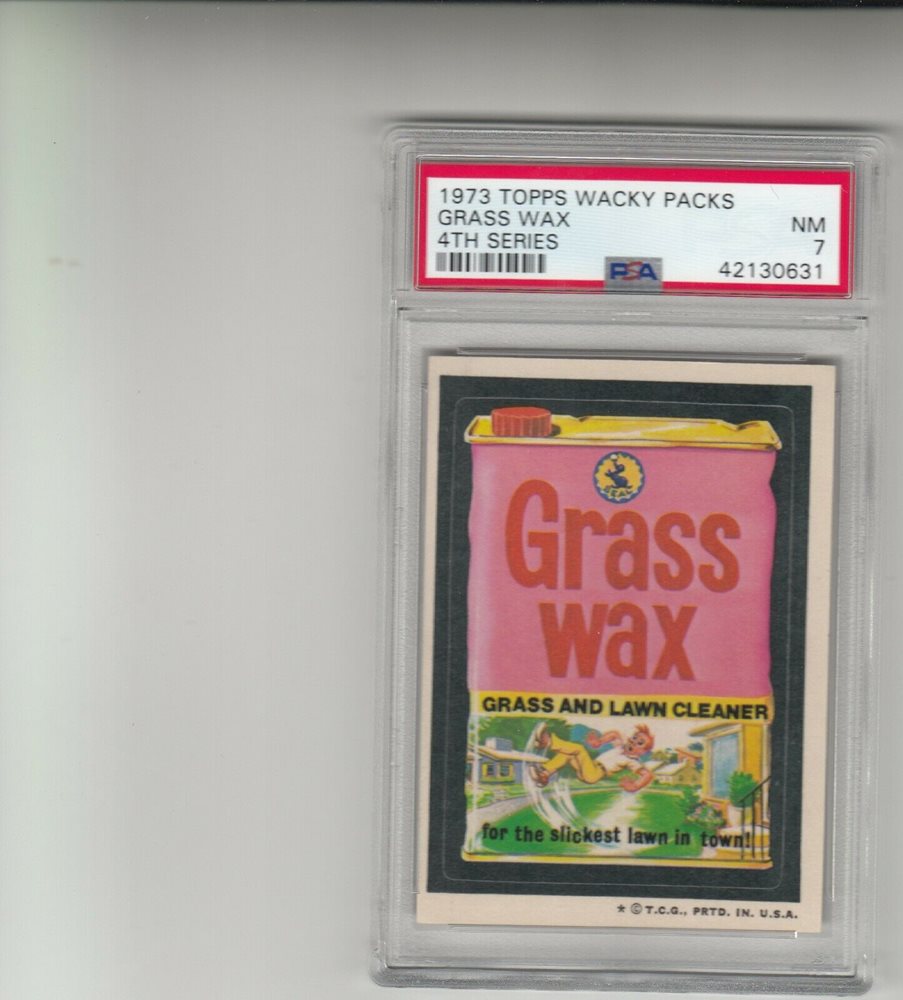 1973 TOPPS WACKY PACKS
GRASS WAX NM
4TH SERIES 7
PSA 42130631
SEAL
Grass
wax
GRASS AND LAWN CLEANER
for the slickest lawn in town!
* © T.C.G., PRTD. IN. U.S.A.